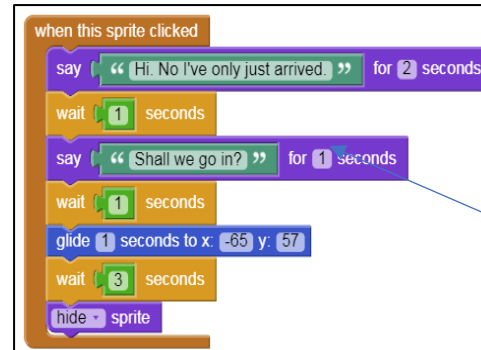 when this sprite clicked
say “ Hi. No I've only just arrived. ” for 2 seconds
wait 1 seconds
say “ Shall we go in? ” for 1 seconds
wait 1 seconds
glide 1 seconds to x: -65 y: 57
wait 3 seconds
hide sprite